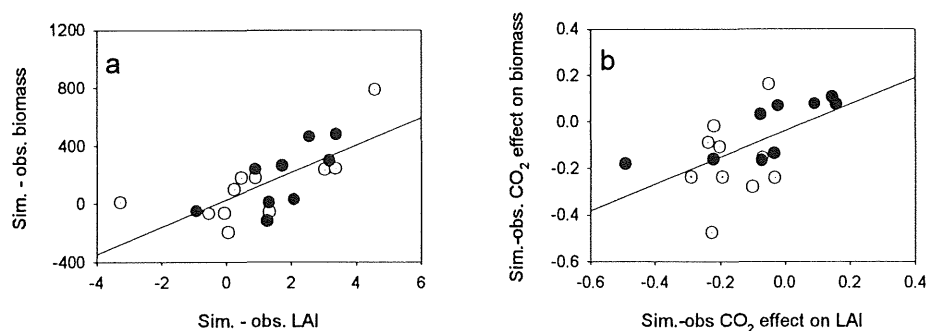 a
1200
800
400
0
-400
-4 -2 0 2 4 6
Sim. - obs. biomass
Sim. - obs. LAI
b
0.4
0.2
-0.0
-0.2
-0.4
-0.6
-0.6 -0.4 -0.2 0.0 0.2 0.4
Sim.-obs. CO2 effect on biomass
Sim.-obs CO2 effect on LAI